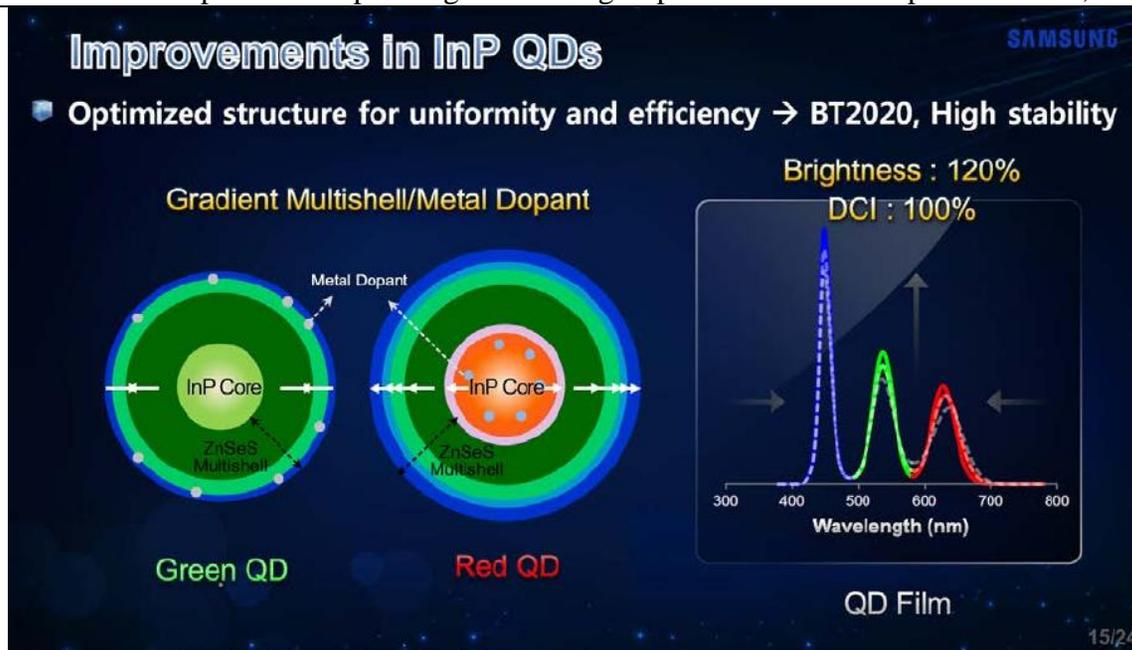 SAMSUNG
Improvements in InP QDs
Optimized structure for uniformity and efficiency → BT2020, High stability
Gradient Multishell/Metal Dopant
Brightness : 120%
DCI : 100%
Metal Dopant
InP Core
InP Core
ZnSeS
Multishell
ZnSeS
Multishell
300 400 500 600 700 800
Wavelength (nm)
Green QD
Red QD
QD Film
15/24